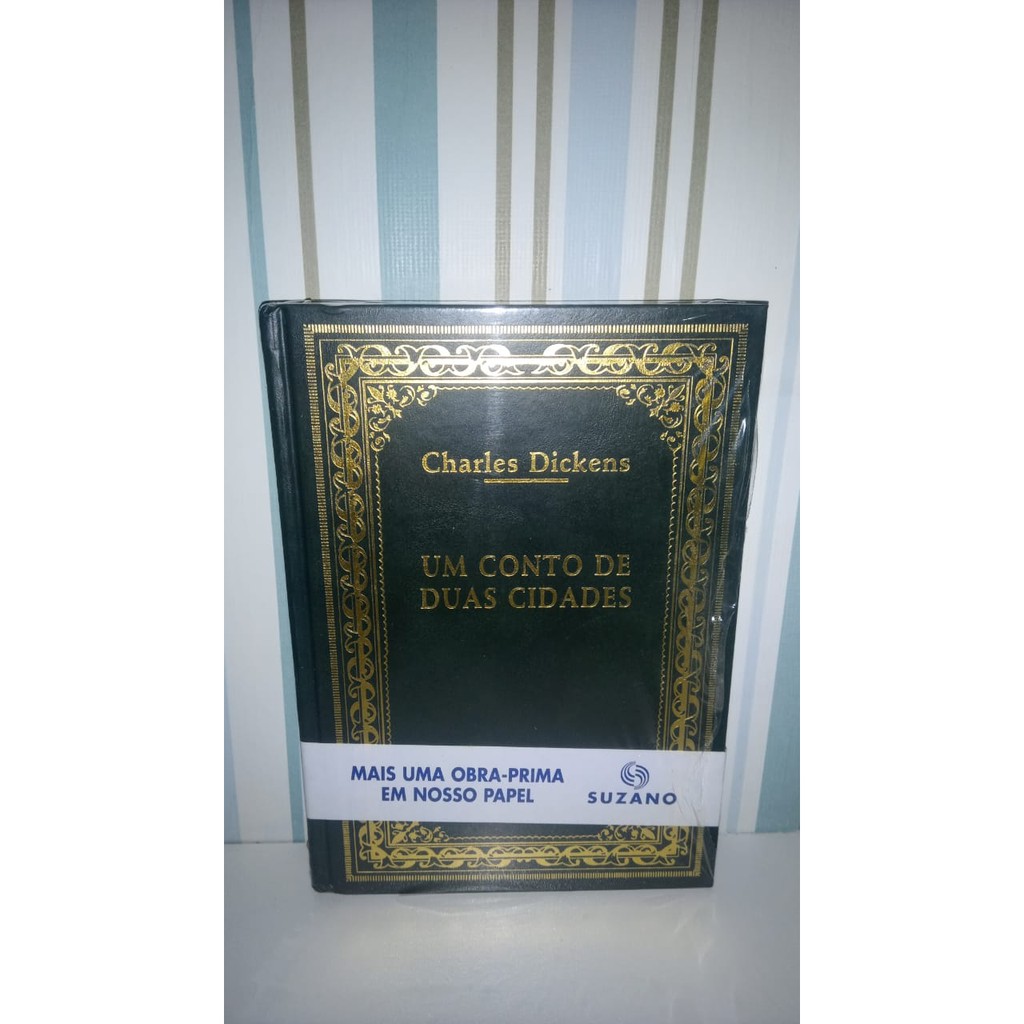 Charles Dickens
UM CONTO DE
DUAS CIDADES
MAIS UMA OBRA-PRIMA
EM NOSSO PAPEL
SUZANO